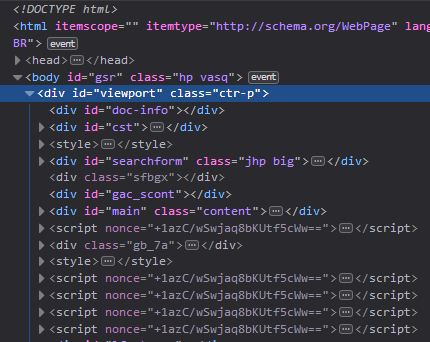 <!DOCTYPE html>
<html itemscope="" itemtype="http://schema.org/WebPage" lang
BR"> event
<head> ··· </head>
<body id="gsr" class="hp vasq"> event
<div id="viewport" class="ctr-p">
<div id="doc-info"></div>
<div id="cst"> ··· </div>
<style> ··· </style>
<div id="searchform" class="jhp big"> ··· </div>
<div class="sfbgx"></div>
<div id="gac_scont"></div>
<div id="main" class="content"> ··· </div>
<script nonce="+1azC/wSwjaq8bKUtf5cWw=="> ··· </script>
<div class="gb_7a"> ··· </div>
<style> ··· </style>
<script nonce="+1azC/wSwjaq8bKUtf5cWw=="> ··· </script>
<script nonce="+1azC/wSwjaq8bKUtf5cWw=="> ··· </script>
<script nonce="+1azC/wSwjaq8bKUtf5cWw=="> ··· </script>
<script nonce="+1azC/wSwjaq8bKUtf5cWw=="> ··· </script>